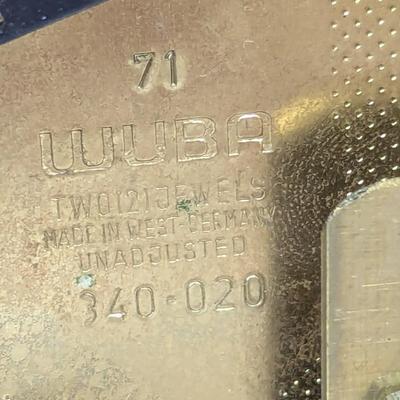 71
WUBA
TWO (2) JEWELS
MADE IN WEST-GERMANY
UNADJUSTED
340-020